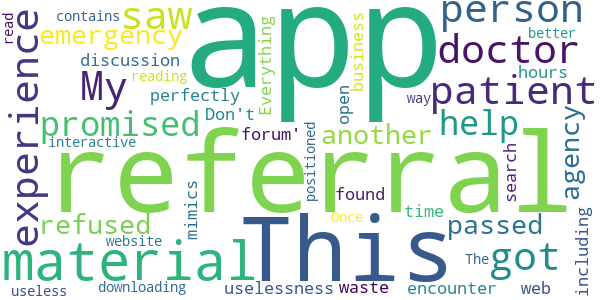 read
contains
saw
app
person
better
emergency
experience
discussion
reading
Everything
business
doctor
My
hours
perfectly
open
way
patient
promised
Don't
interactive
forum'
another
help
agency
referral
positioned
search
mimics
found
refused
Once
time
passed
including
website
This
material
The
got
useless
downloading
uselessness
waste
encounter
web